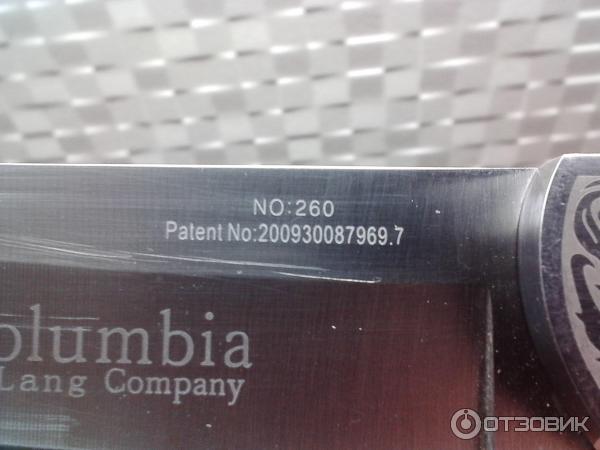 NO:260
Patent No:200930087969.7
olumbia
Lang Company
ОТЗОВИК